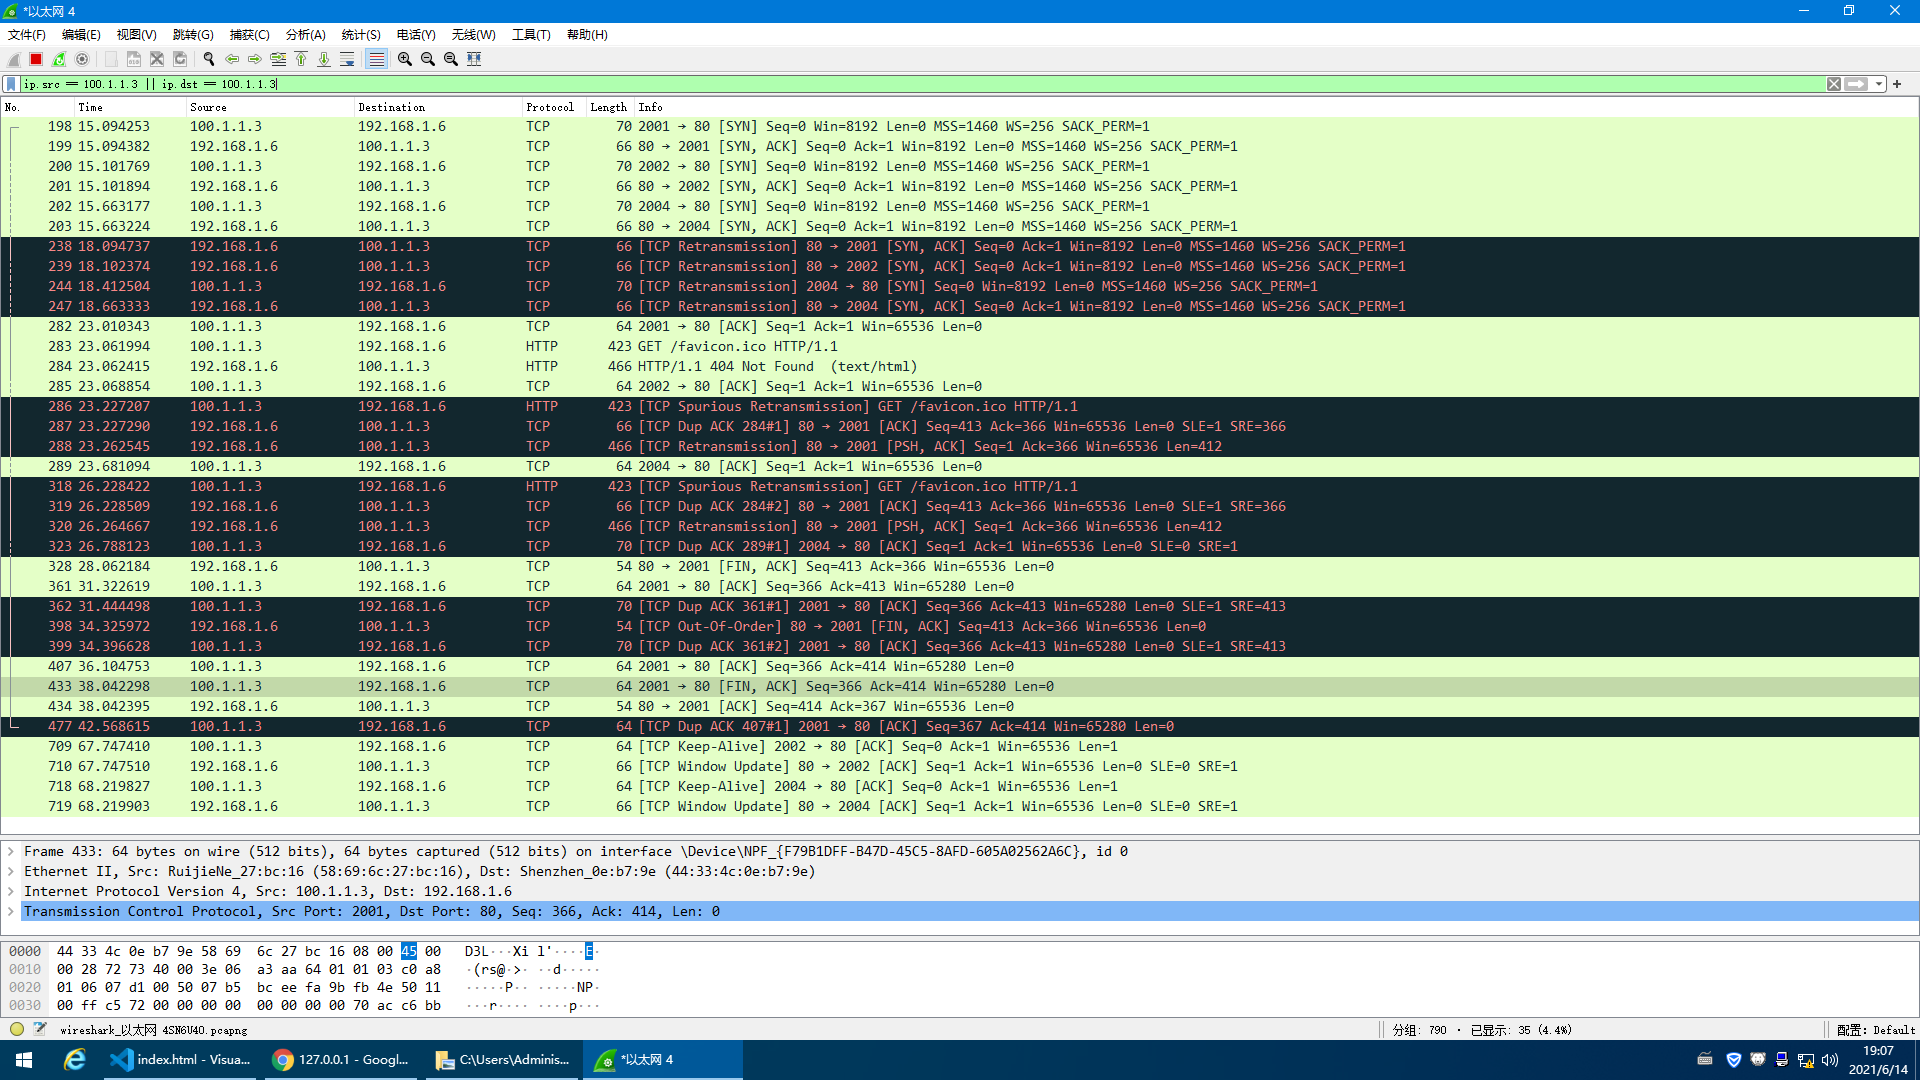 *以太网 4
文件(F) 编辑(E) 视图(V) 跳转(G) 捕获(C) 分析(A) 统计(S) 电话(Y) 无线(W) 工具(T) 帮助(H)
ip.src == 100.1.1.3 || ip.dst == 100.1.1.3
No. Time Source Destination Protocol Length Info
198 15.094253 100.1.1.3 192.168.1.6 TCP 70 2001 → 80 [SYN] Seq=0 Win=8192 Len=0 MSS=1460 WS=256 SACK_PERM=1
199 15.094382 192.168.1.6 100.1.1.3 TCP 66 80 → 2001 [SYN, ACK] Seq=0 Ack=1 Win=8192 Len=0 MSS=1460 WS=256 SACK_PERM=1
200 15.101769 100.1.1.3 192.168.1.6 TCP 70 2002 → 80 [SYN] Seq=0 Win=8192 Len=0 MSS=1460 WS=256 SACK_PERM=1
201 15.101894 192.168.1.6 100.1.1.3 TCP 66 80 → 2002 [SYN, ACK] Seq=0 Ack=1 Win=8192 Len=0 MSS=1460 WS=256 SACK_PERM=1
202 15.663177 100.1.1.3 192.168.1.6 TCP 70 2004 → 80 [SYN] Seq=0 Win=8192 Len=0 MSS=1460 WS=256 SACK_PERM=1
203 15.663224 192.168.1.6 100.1.1.3 TCP 66 80 → 2004 [SYN, ACK] Seq=0 Ack=1 Win=8192 Len=0 MSS=1460 WS=256 SACK_PERM=1
238 18.094737 192.168.1.6 100.1.1.3 TCP 66 [TCP Retransmission] 80 → 2001 [SYN, ACK] Seq=0 Ack=1 Win=8192 Len=0 MSS=1460 WS=256 SACK_PERM=1
239 18.102374 192.168.1.6 100.1.1.3 TCP 66 [TCP Retransmission] 80 → 2002 [SYN, ACK] Seq=0 Ack=1 Win=8192 Len=0 MSS=1460 WS=256 SACK_PERM=1
244 18.412504 100.1.1.3 192.168.1.6 TCP 70 [TCP Retransmission] 2004 → 80 [SYN] Seq=0 Win=8192 Len=0 MSS=1460 WS=256 SACK_PERM=1
247 18.663333 192.168.1.6 100.1.1.3 TCP 66 [TCP Retransmission] 80 → 2004 [SYN, ACK] Seq=0 Ack=1 Win=8192 Len=0 MSS=1460 WS=256 SACK_PERM=1
282 23.010343 100.1.1.3 192.168.1.6 TCP 64 2001 → 80 [ACK] Seq=1 Ack=1 Win=65536 Len=0
283 23.061994 100.1.1.3 192.168.1.6 HTTP 423 GET /favicon.ico HTTP/1.1
284 23.062415 192.168.1.6 100.1.1.3 HTTP 466 HTTP/1.1 404 Not Found (text/html)
285 23.068854 100.1.1.3 192.168.1.6 TCP 64 2002 → 80 [ACK] Seq=1 Ack=1 Win=65536 Len=0
286 23.227207 100.1.1.3 192.168.1.6 HTTP 423 [TCP Spurious Retransmission] GET /favicon.ico HTTP/1.1
287 23.227290 192.168.1.6 100.1.1.3 TCP 66 [TCP Dup ACK 284#1] 80 → 2001 [ACK] Seq=413 Ack=366 Win=65536 Len=0 SLE=1 SRE=366
288 23.262545 192.168.1.6 100.1.1.3 TCP 466 [TCP Retransmission] 80 → 2001 [PSH, ACK] Seq=1 Ack=366 Win=65536 Len=412
289 23.681094 100.1.1.3 192.168.1.6 TCP 64 2004 → 80 [ACK] Seq=1 Ack=1 Win=65536 Len=0
318 26.228422 100.1.1.3 192.168.1.6 HTTP 423 [TCP Spurious Retransmission] GET /favicon.ico HTTP/1.1
319 26.228509 192.168.1.6 100.1.1.3 TCP 66 [TCP Dup ACK 284#2] 80 → 2001 [ACK] Seq=413 Ack=366 Win=65536 Len=0 SLE=1 SRE=366
320 26.264667 192.168.1.6 100.1.1.3 TCP 466 [TCP Retransmission] 80 → 2001 [PSH, ACK] Seq=1 Ack=366 Win=65536 Len=412
323 26.788123 100.1.1.3 192.168.1.6 TCP 70 [TCP Dup ACK 289#1] 2004 → 80 [ACK] Seq=1 Ack=1 Win=65536 Len=0 SLE=0 SRE=1
328 28.062184 192.168.1.6 100.1.1.3 TCP 54 80 → 2001 [FIN, ACK] Seq=413 Ack=366 Win=65536 Len=0
361 31.322619 100.1.1.3 192.168.1.6 TCP 64 2001 → 80 [ACK] Seq=366 Ack=413 Win=65280 Len=0
362 31.444498 100.1.1.3 192.168.1.6 TCP 70 [TCP Dup ACK 361#1] 2001 → 80 [ACK] Seq=366 Ack=413 Win=65280 Len=0 SLE=1 SRE=413
398 34.325972 192.168.1.6 100.1.1.3 TCP 54 [TCP Out-Of-Order] 80 → 2001 [FIN, ACK] Seq=413 Ack=366 Win=65536 Len=0
399 34.396628 100.1.1.3 192.168.1.6 TCP 70 [TCP Dup ACK 361#2] 2001 → 80 [ACK] Seq=366 Ack=413 Win=65280 Len=0 SLE=1 SRE=413
407 36.104753 100.1.1.3 192.168.1.6 TCP 64 2001 → 80 [ACK] Seq=366 Ack=414 Win=65280 Len=0
433 38.042298 100.1.1.3 192.168.1.6 TCP 64 2001 → 80 [FIN, ACK] Seq=366 Ack=414 Win=65280 Len=0
434 38.042395 192.168.1.6 100.1.1.3 TCP 54 80 → 2001 [ACK] Seq=414 Ack=367 Win=65536 Len=0
477 42.568615 100.1.1.3 192.168.1.6 TCP 64 [TCP Dup ACK 407#1] 2001 → 80 [ACK] Seq=367 Ack=414 Win=65280 Len=0
709 67.747410 100.1.1.3 192.168.1.6 TCP 64 [TCP Keep-Alive] 2002 → 80 [ACK] Seq=0 Ack=1 Win=65536 Len=1
710 67.747510 192.168.1.6 100.1.1.3 TCP 66 [TCP Window Update] 80 → 2002 [ACK] Seq=1 Ack=1 Win=65536 Len=0 SLE=0 SRE=1
718 68.219827 100.1.1.3 192.168.1.6 TCP 64 [TCP Keep-Alive] 2004 → 80 [ACK] Seq=0 Ack=1 Win=65536 Len=1
719 68.219903 192.168.1.6 100.1.1.3 TCP 66 [TCP Window Update] 80 → 2004 [ACK] Seq=1 Ack=1 Win=65536 Len=0 SLE=0 SRE=1
Frame 433: 64 bytes on wire (512 bits), 64 bytes captured (512 bits) on interface \Device\NPF_{F79B1DFF-B47D-45C5-8AFD-605A02562A6C}, id 0
Ethernet II, Src: RuijieNe_27:bc:16 (58:69:6c:27:bc:16), Dst: Shenzhen_0e:b7:9e (44:33:4c:0e:b7:9e)
Internet Protocol Version 4, Src: 100.1.1.3, Dst: 192.168.1.6
Transmission Control Protocol, Src Port: 2001, Dst Port: 80, Seq: 366, Ack: 414, Len: 0
0000 44 33 4c 0e b7 9e 58 69 6c 27 bc 16 08 00 45 00 D3L···Xi l'····E·
0010 00 28 72 73 40 00 3e 06 a3 aa 64 01 01 03 c0 a8 ·(rs@·>· ··d·····
0020 01 06 07 d1 00 50 07 b5 bc ee fa 9b fb 4e 50 11 ·····P·· ·····NP·
0030 00 ff c5 72 00 00 00 00 00 00 00 00 70 ac c6 bb ···r···· ····p···
wireshark_以太网 4SN6U40.pcapng 分组: 790 · 已显示: 35 (4.4%) 配置: Default
index.html - Visua... 127.0.0.1 - Googl... C:\Users\Adminis... *以太网 4
19:07
2021/6/14